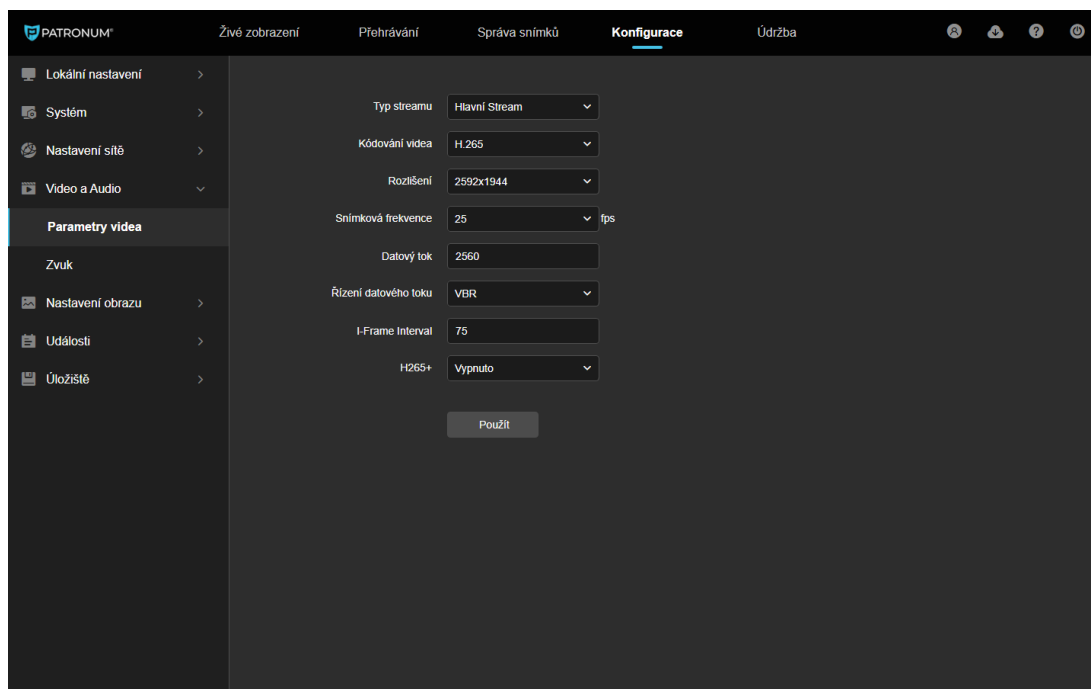 PATRONUM®
Živé zobrazení Přehrávání Správa snímků Konfigurace Údržba
Lokální nastavení
Systém
Nastavení sítě
Video a Audio
Parametry videa
Zvuk
Nastavení obrazu
Události
Úložiště
Typ streamu Hlavní Stream
Kódování videa H.265
Rozlišení 2592x1944
Snímková frekvence 25 fps
Datový tok 2560
Řízení datového toku VBR
I-Frame Interval 75
H265+ Vypnuto
Použít